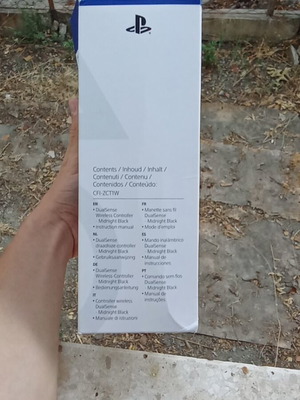 Contents / Inhoud / Inhalt /
Contenuti / Contenu /
Contenidos / Conteúdo:
CFI-ZCT1W
EN
• DualSense
Wireless Controller
Midnight Black
• Instruction manual
NL
• DualSense
draadloze controller
Midnight Black
• Gebruiksaanwijzing
DE
• DualSense
Wireless-Controller
Midnight Black
• Bedienungsanleitung
IT
• Controller wireless
DualSense
Midnight Black
• Manuale di istruzioni
FR
• Manette sans fil
DualSense
Midnight Black
• Mode d'emploi
ES
• Mando inalámbrico
DualSense
Midnight Black
• Manual de
instrucciones
PT
• Comando sem fios
DualSense
Midnight Black
• Manual de
instruções